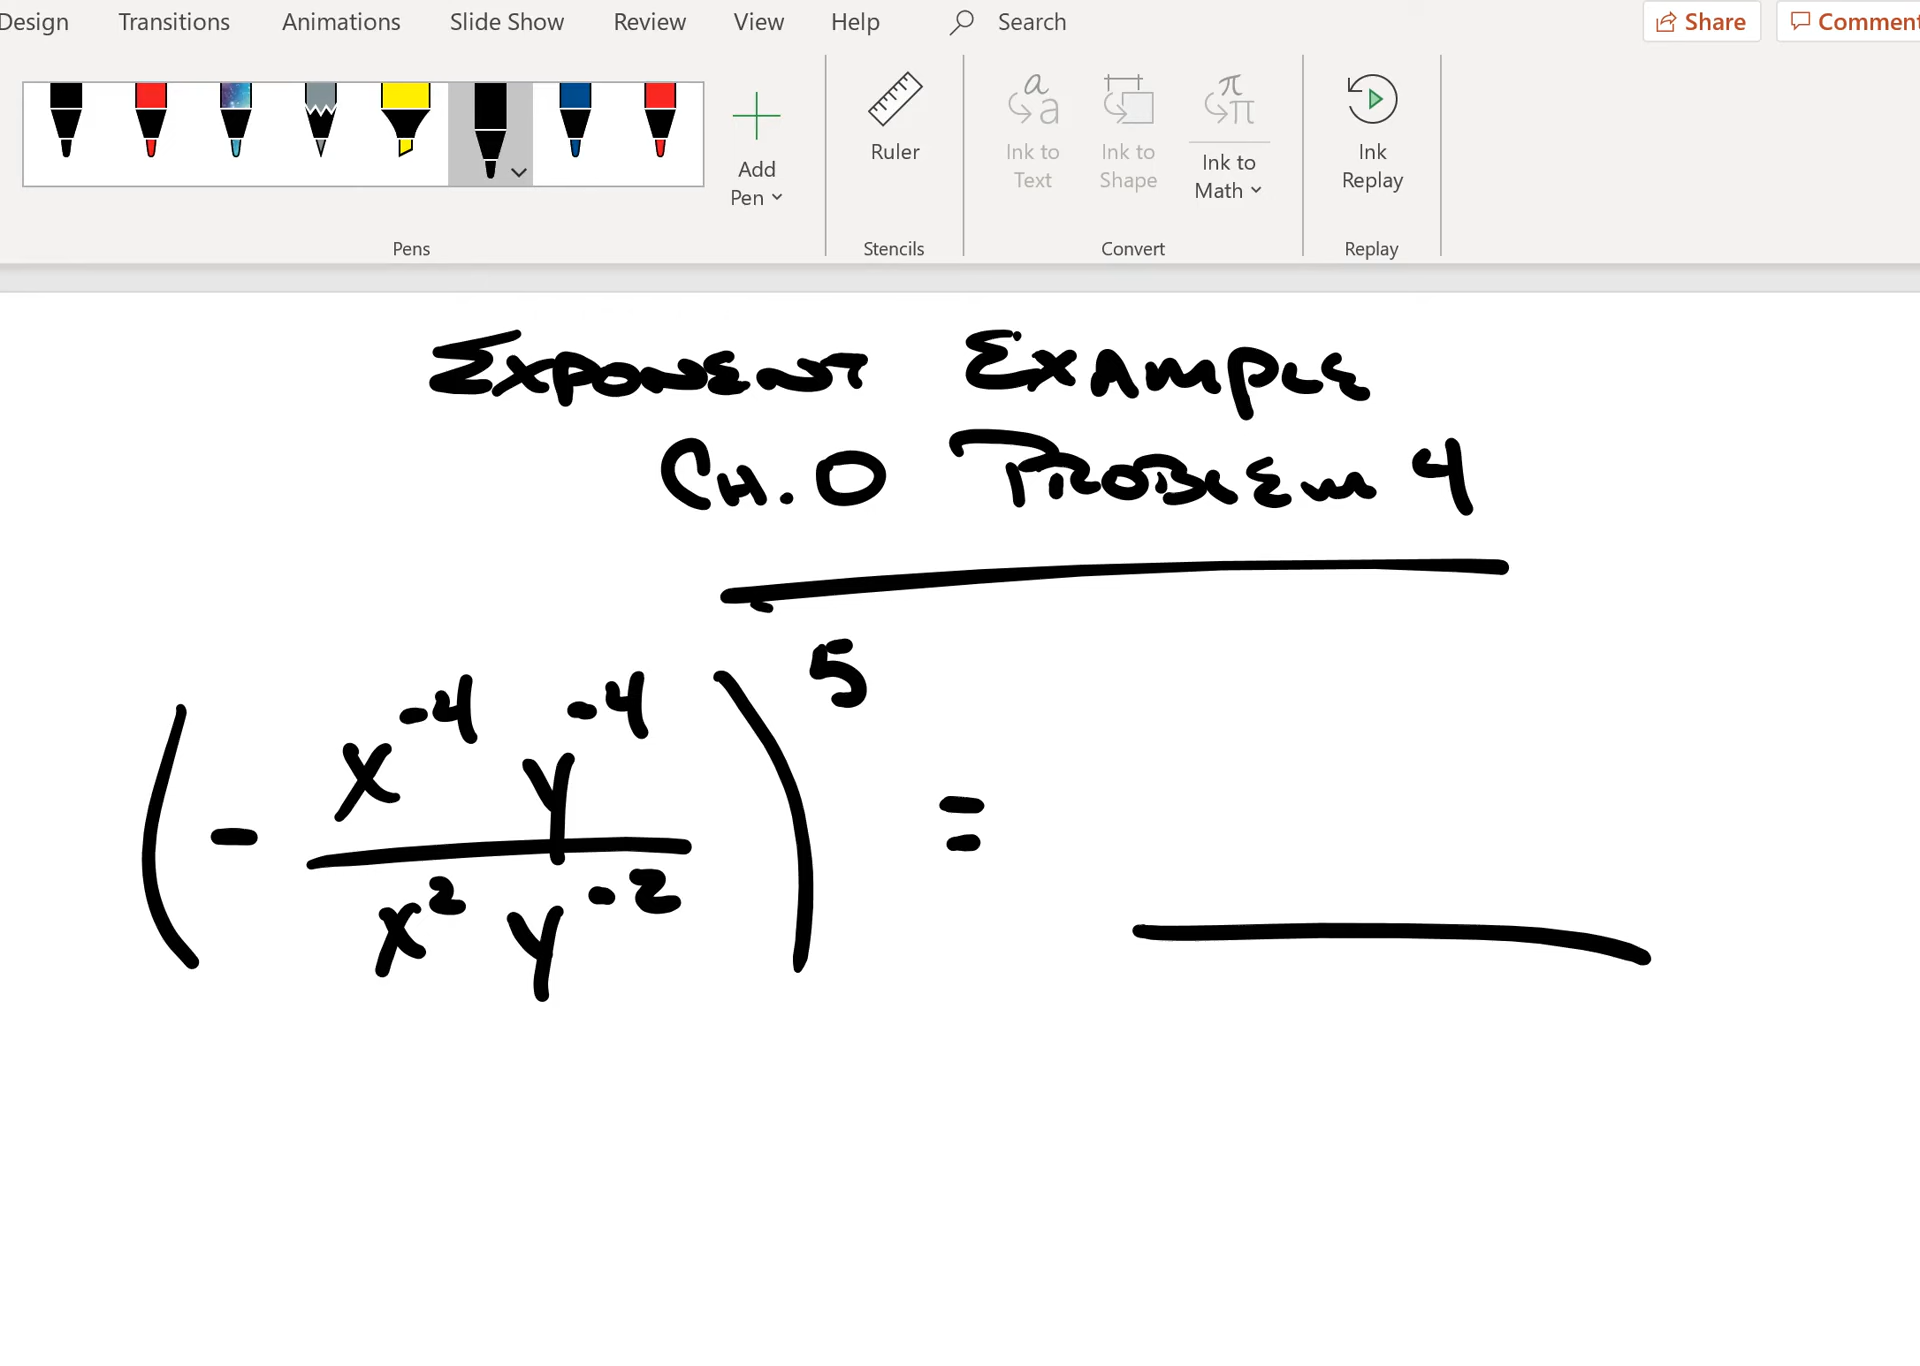 Design Transitions Animations Slide Show Review View Help Search Share Comment
Add Pen
Ruler
Ink to Text
Ink to Shape
Ink to Math
Ink Replay
Pens Stencils Convert Replay
EXPONENT EXAMPLE
CH. 0 PROBLEM 4
(- x^-4 y^-4 / x^2 y^-2)^5 =